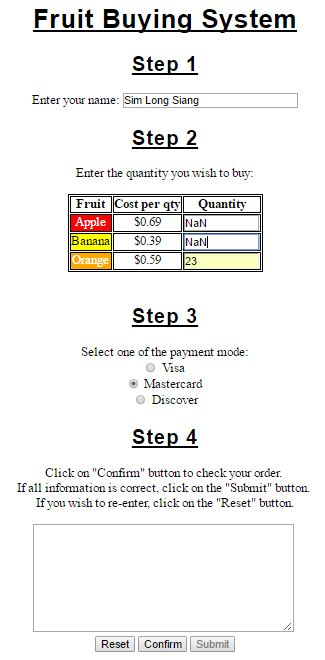 Fruit Buying System
Step 1
Enter your name: Sim Long Siang
Step 2
Enter the quantity you wish to buy:
Fruit Cost per qty Quantity
Apple $0.69 NaN
Banana $0.39 NaN
Orange $0.59 23
Step 3
Select one of the payment mode:
Visa
Mastercard
Discover
Step 4
Click on "Confirm" button to check your order.
If all information is correct, click on the "Submit" button.
If you wish to re-enter, click on the "Reset" button.
Reset Confirm Submit